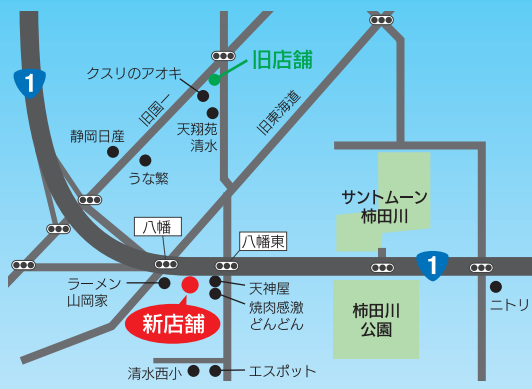 1
旧店舗
クスリのアオキ
旧国一
旧東海道
天翔苑
清水
静岡日産
うな繁
サントムーン
柿田川
八幡
八幡東
1
ラーメン
山岡家
天神屋
焼肉感激
どんどん
新店舗
柿田川
公園
ニトリ
清水西小
エスポット